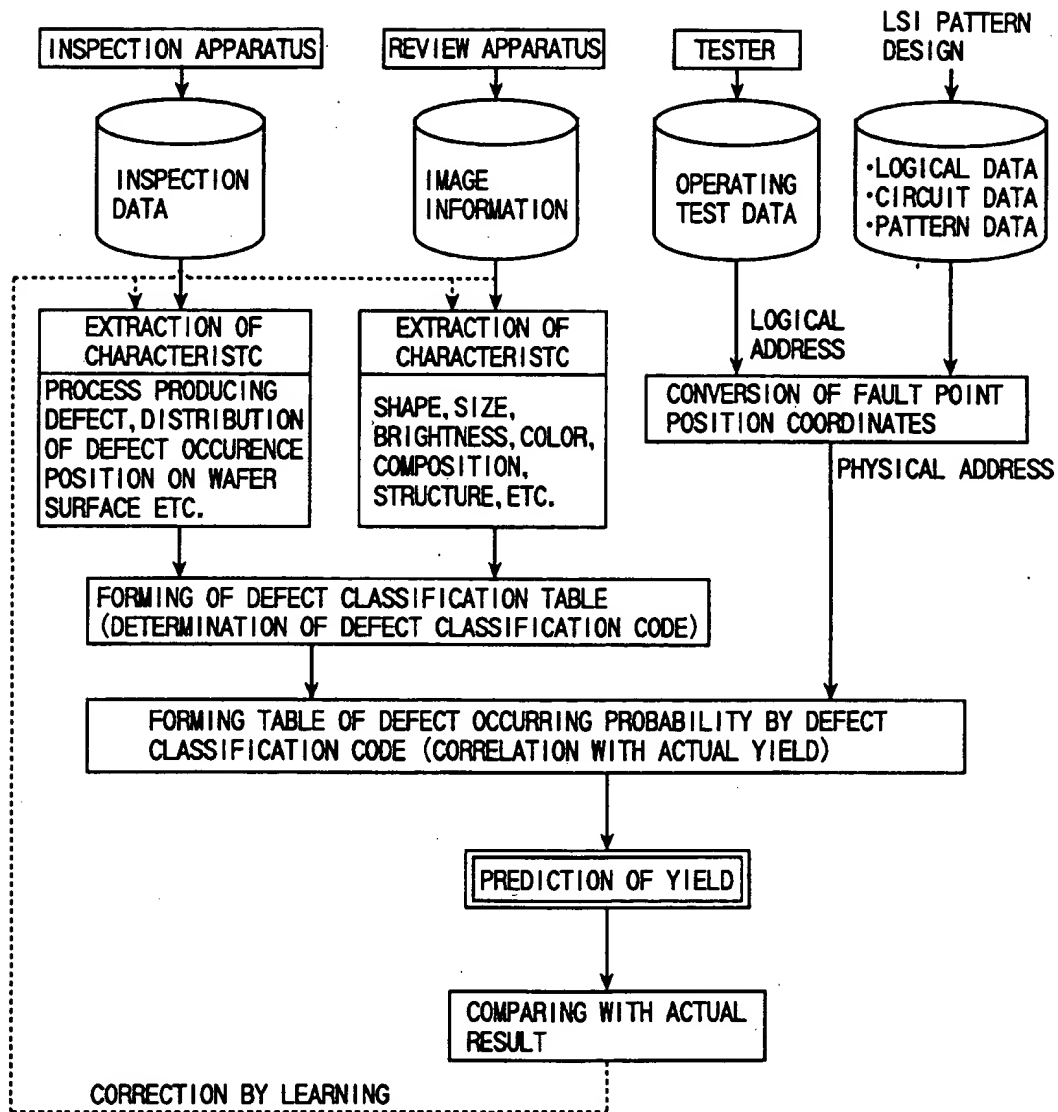 INSPECTION APPARATUS
REVIEW APPARATUS
TESTER
LSI PATTERN
DESIGN
INSPECTION
DATA
IMAGE
INFORMATION
OPERATING
TEST DATA
•LOGICAL DATA
•CIRCUIT DATA
•PATTERN DATA
EXTRACTION OF
CHARACTERISTC
PROCESS PRODUCING
DEFECT, DISTRIBUTION
OF DEFECT OCCURENCE
POSITION ON WAFER
SURFACE ETC.
EXTRACTION OF
CHARACTERISTC
SHAPE, SIZE,
BRIGHTNESS, COLOR,
COMPOSITION,
STRUCTURE, ETC.
LOGICAL
ADDRESS
CONVERSION OF FAULT POINT
POSITION COORDINATES
PHYSICAL ADDRESS
FORMING OF DEFECT CLASSIFICATION TABLE
(DETERMINATION OF DEFECT CLASSIFICATION CODE)
FORMING TABLE OF DEFECT OCCURRING PROBABILITY BY DEFECT
CLASSIFICATION CODE (CORRELATION WITH ACTUAL YIELD)
PREDICTION OF YIELD
COMPARING WITH ACTUAL
RESULT
CORRECTION BY LEARNING